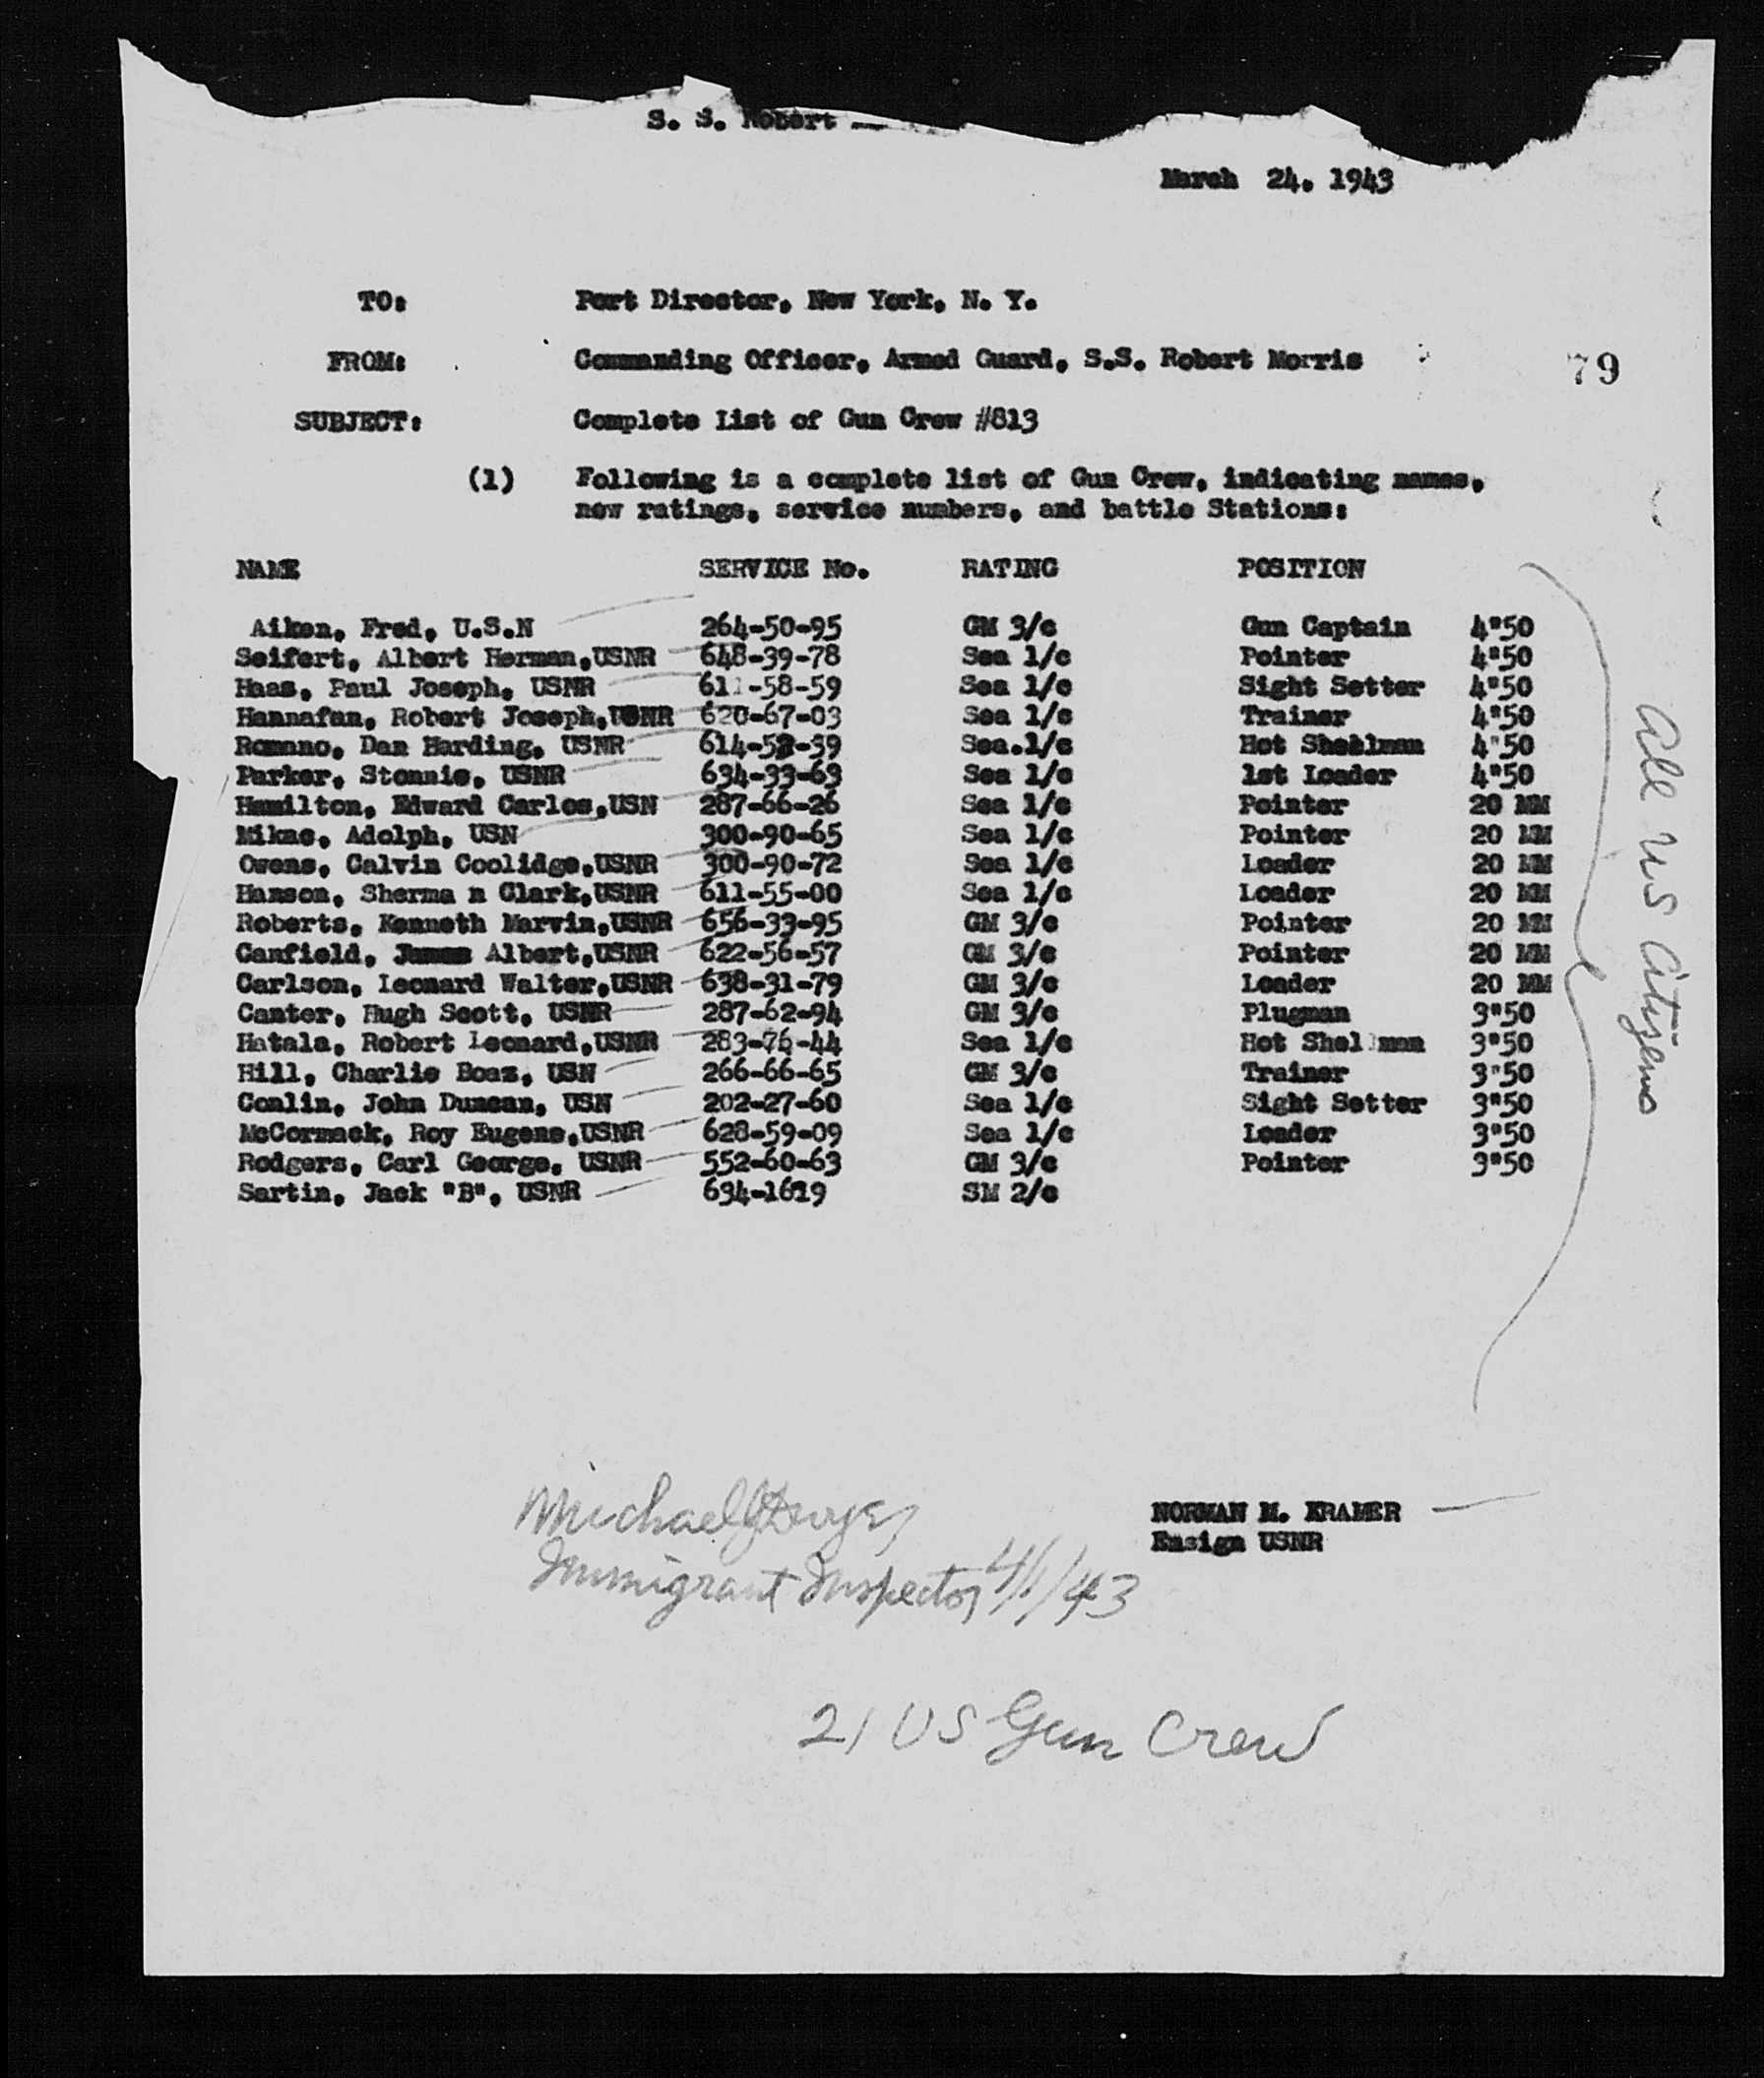 S. S. Robert
March 24. 1943
TO: Port Director, New York, N. Y.
FROM: Commanding Officer, Armed Guard, S.S. Robert Morris
79
SUBJECT: Complete List of Gun Crew #813
(1) Following is a complete list of Gun Crew, indicating names,
new ratings, service numbers, and battle Stations:
NAME SERVICE No. RATING POSITION
Aiken, Fred, U.S.N 264-50-95 GM 3/c Gun Captain 4"50
Seifert, Albert Herman,USNR 648-39-78 Sea 1/c Pointer 4"50
Haas, Paul Joseph, USNR 611-58-59 Sea 1/c Sight Setter 4"50
Hannafan, Robert Joseph,USNR 620-67-03 Sea 1/c Trainer 4"50
Romano, Dan Harding, USNR Sea.1/c Hot Shellman 4"50
Parker, Stennis, USNR 634-33-63 Sea 1/c 1st Loader 4"50
Hamilton, Edward Carlos,USN 287-66-26 Sea 1/c Pointer 20 MM
Mikac, Adolph, USN 300-90-65 Sea 1/c Pointer 20 MM
Owens, Calvin Coolidge,USNR 300-90-72 Sea 1/c Loader 20 MM
Hanson, Sherma n Clark,USNR 611-55-00 Sea 1/c Loader 20 MM
Roberts, Kenneth Marvin,USNR 656-33-95 GM 3/c Pointer 20 MM
Canfield, James Albert,USNR 622-56-57 GM 3/c Pointer 20 MM
Carlson, Leonard Walter,USNR 638-31-79 GM 3/c Loader 20 MM
Canter, Hugh Scott, USNR 287-62-94 GM 3/c Plugman 3"50
Hatala, Robert Leonard,USNR 283-76-44 Sea 1/c Hot Shellman 3"50
Hill, Charlie Boaz, USN 266-66-65 GM 3/c Trainer 3"50
Conlin, John Duncan, USN 202-27-60 Sea 1/c Sight Setter 3"50
McCormack, Roy Eugene,USNR 628-59-09 Sea 1/c Loader 3"50
Rodgers, Carl George, USNR 552-60-63 GM 3/c Pointer 3"50
Sartin, Jack "B", USNR 634-1619 SM 2/c
All US Citizens
NORMAN M. KRAMER
Ensign USNR
Michael
Immigrant Inspector 4/1/43
21 US Gun Crew